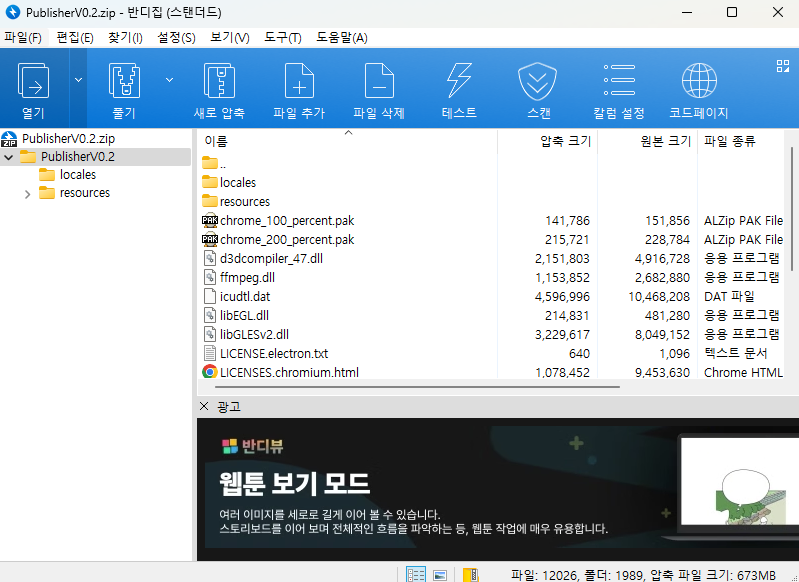 PublisherV0.2.zip - 반디집 (스탠더드)
파일(F) 편집(E) 찾기(I) 설정(S) 보기(V) 도구(T) 도움말(A)
열기 풀기 새로 압축 파일 추가 파일 삭제 테스트 스캔 칼럼 설정 코드페이지
ZIP PublisherV0.2.zip
PublisherV0.2
locales
resources
이름 압축 크기 원본 크기 파일 종류
..
locales
resources
PAK chrome_100_percent.pak 141,786 151,856 ALZip PAK File
PAK chrome_200_percent.pak 215,721 228,784 ALZip PAK File
d3dcompiler_47.dll 2,151,803 4,916,728 응용 프로그램
ffmpeg.dll 1,153,852 2,682,880 응용 프로그램
icudtl.dat 4,596,996 10,468,208 DAT 파일
libEGL.dll 214,831 481,280 응용 프로그램
libGLESv2.dll 3,229,617 8,049,152 응용 프로그램
LICENSE.electron.txt 640 1,096 텍스트 문서
LICENSES.chromium.html 1,078,452 9,453,630 Chrome HTML
광고
반디뷰
웹툰 보기 모드
여러 이미지를 세로로 길게 이어 볼 수 있습니다.
스토리보드를 이어 보며 전체적인 흐름을 파악하는 등, 웹툰 작업에 매우 유용합니다.
파일: 12026, 폴더: 1989, 압축 파일 크기: 673MB